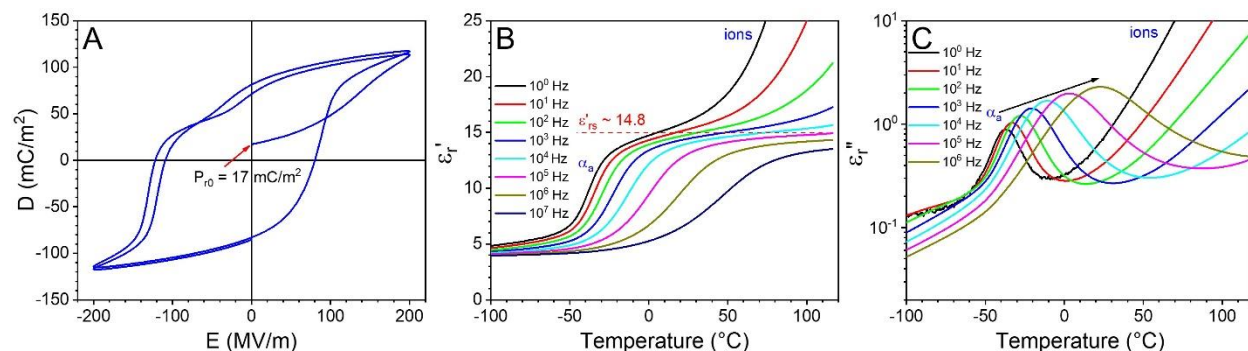 A
150
100
50
0
-50
-100
-150
D (mC/m²)
Pr0 = 17 mC/m²
-200 -100 0 100 200
E (MV/m)
B
25
20
15
10
5
0
εr'
ions
10⁰ Hz
10¹ Hz
10² Hz
10³ Hz
10⁴ Hz
10⁵ Hz
10⁶ Hz
10⁷ Hz
ε'rs ~ 14.8
αa
-100 -50 0 50 100
Temperature (°C)
C
10¹
10⁰
10⁻¹
εr"
ions
10⁰ Hz
10¹ Hz
10² Hz
10³ Hz
10⁴ Hz
10⁵ Hz
10⁶ Hz
αa
-100 -50 0 50 100
Temperature (°C)